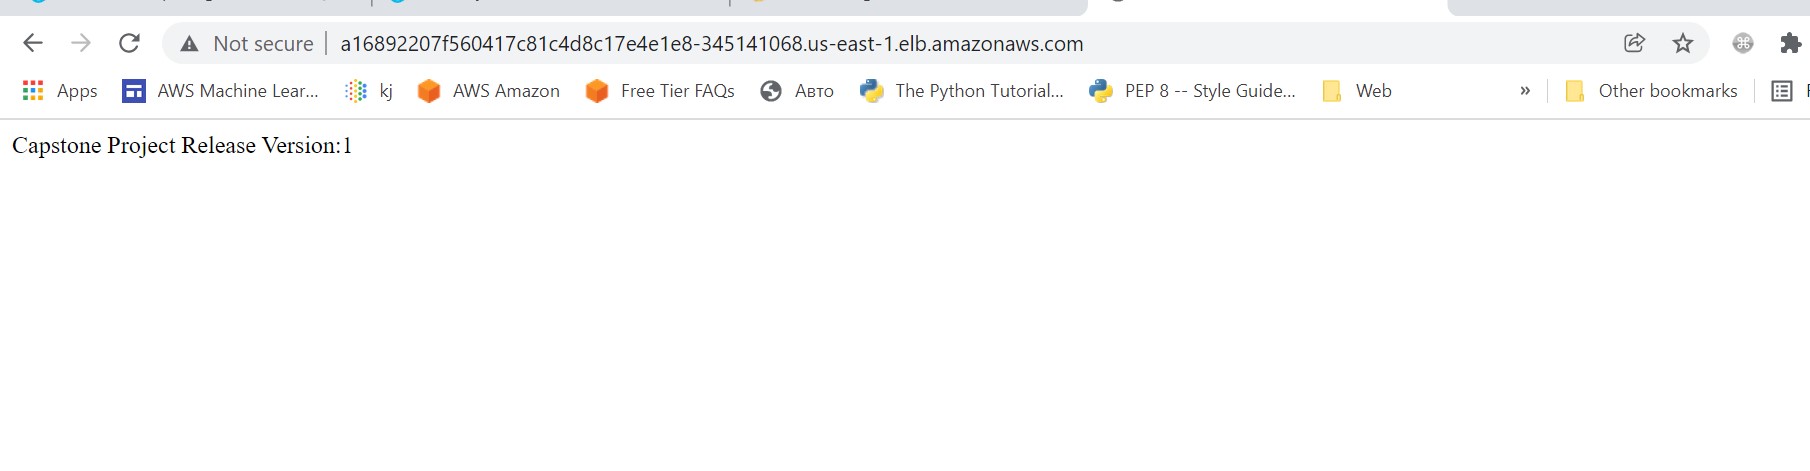 Not secure a16892207f560417c81c4d8c17e4e1e8-345141068.us-east-1.elb.amazonaws.com
Apps AWS Machine Lear... kj AWS Amazon Free Tier FAQs Авто The Python Tutorial... PEP 8 -- Style Guide... Web » Other bookmarks
Capstone Project Release Version:1